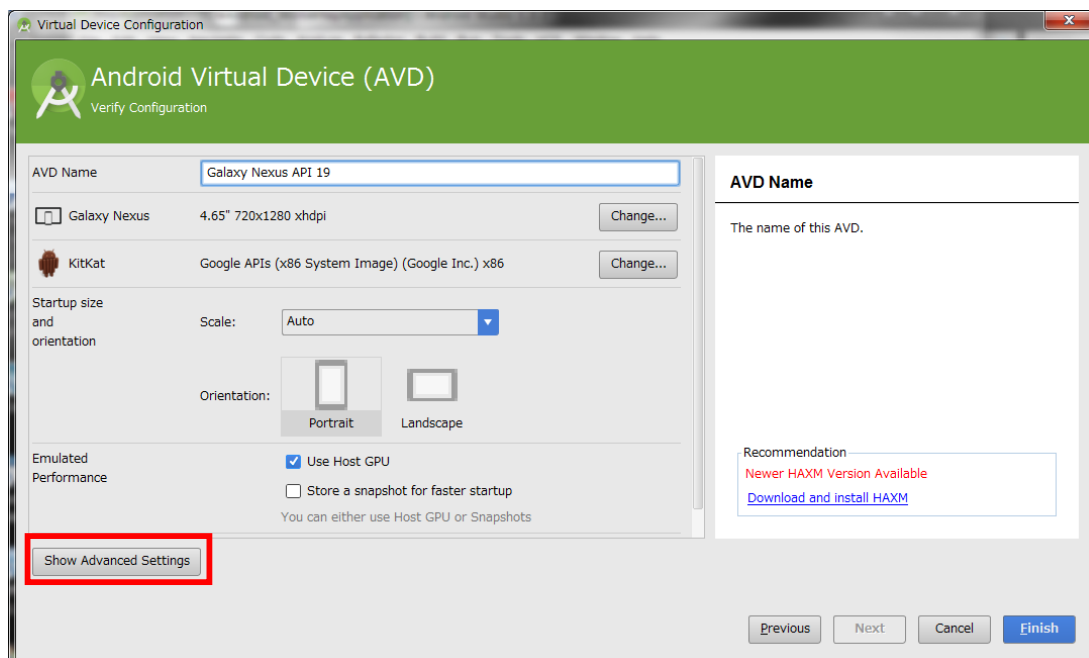 Virtual Device Configuration
Android Virtual Device (AVD)
Verify Configuration
AVD Name
Galaxy Nexus API 19
Galaxy Nexus
4.65" 720x1280 xhdpi
Change...
KitKat
Google APIs (x86 System Image) (Google Inc.) x86
Change...
Startup size
and
orientation
Scale:
Auto
Orientation:
Portrait
Landscape
Emulated
Performance
Use Host GPU
Store a snapshot for faster startup
You can either use Host GPU or Snapshots
Show Advanced Settings
AVD Name
The name of this AVD.
Recommendation
Newer HAXM Version Available
Download and install HAXM
Previous
Next
Cancel
Finish